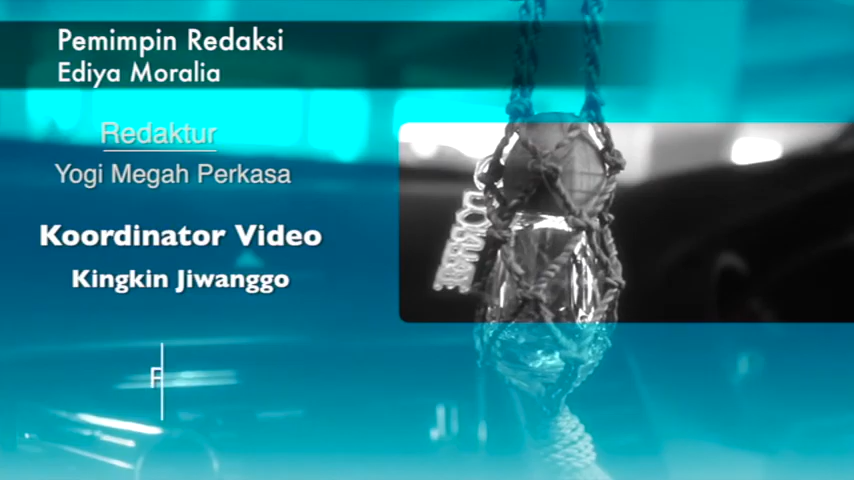 Pemimpin Redaksi
Ediya Moralia
Redaktur
Yogi Megah Perkasa
Koordinator Video
Kingkin Jiwanggo
F